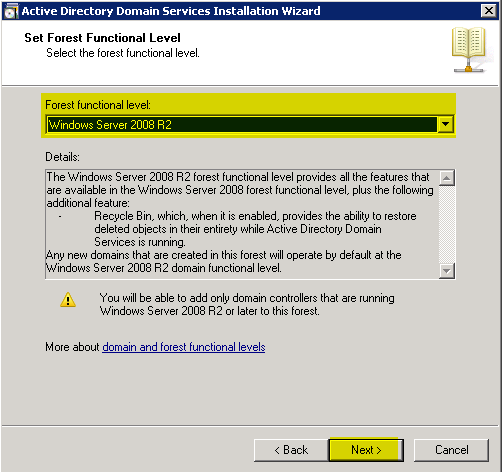 Active Directory Domain Services Installation Wizard
Set Forest Functional Level
Select the forest functional level.
Forest functional level:
Windows Server 2008 R2
Details:
The Windows Server 2008 R2 forest functional level provides all the features that
are available in the Windows Server 2008 forest functional level, plus the following
additional feature:
- Recycle Bin, which, when it is enabled, provides the ability to restore
deleted objects in their entirety while Active Directory Domain
Services is running.
Any new domains that are created in this forest will operate by default at the
Windows Server 2008 R2 domain functional level.
You will be able to add only domain controllers that are running
Windows Server 2008 R2 or later to this forest.
More about domain and forest functional levels
< Back Next > Cancel